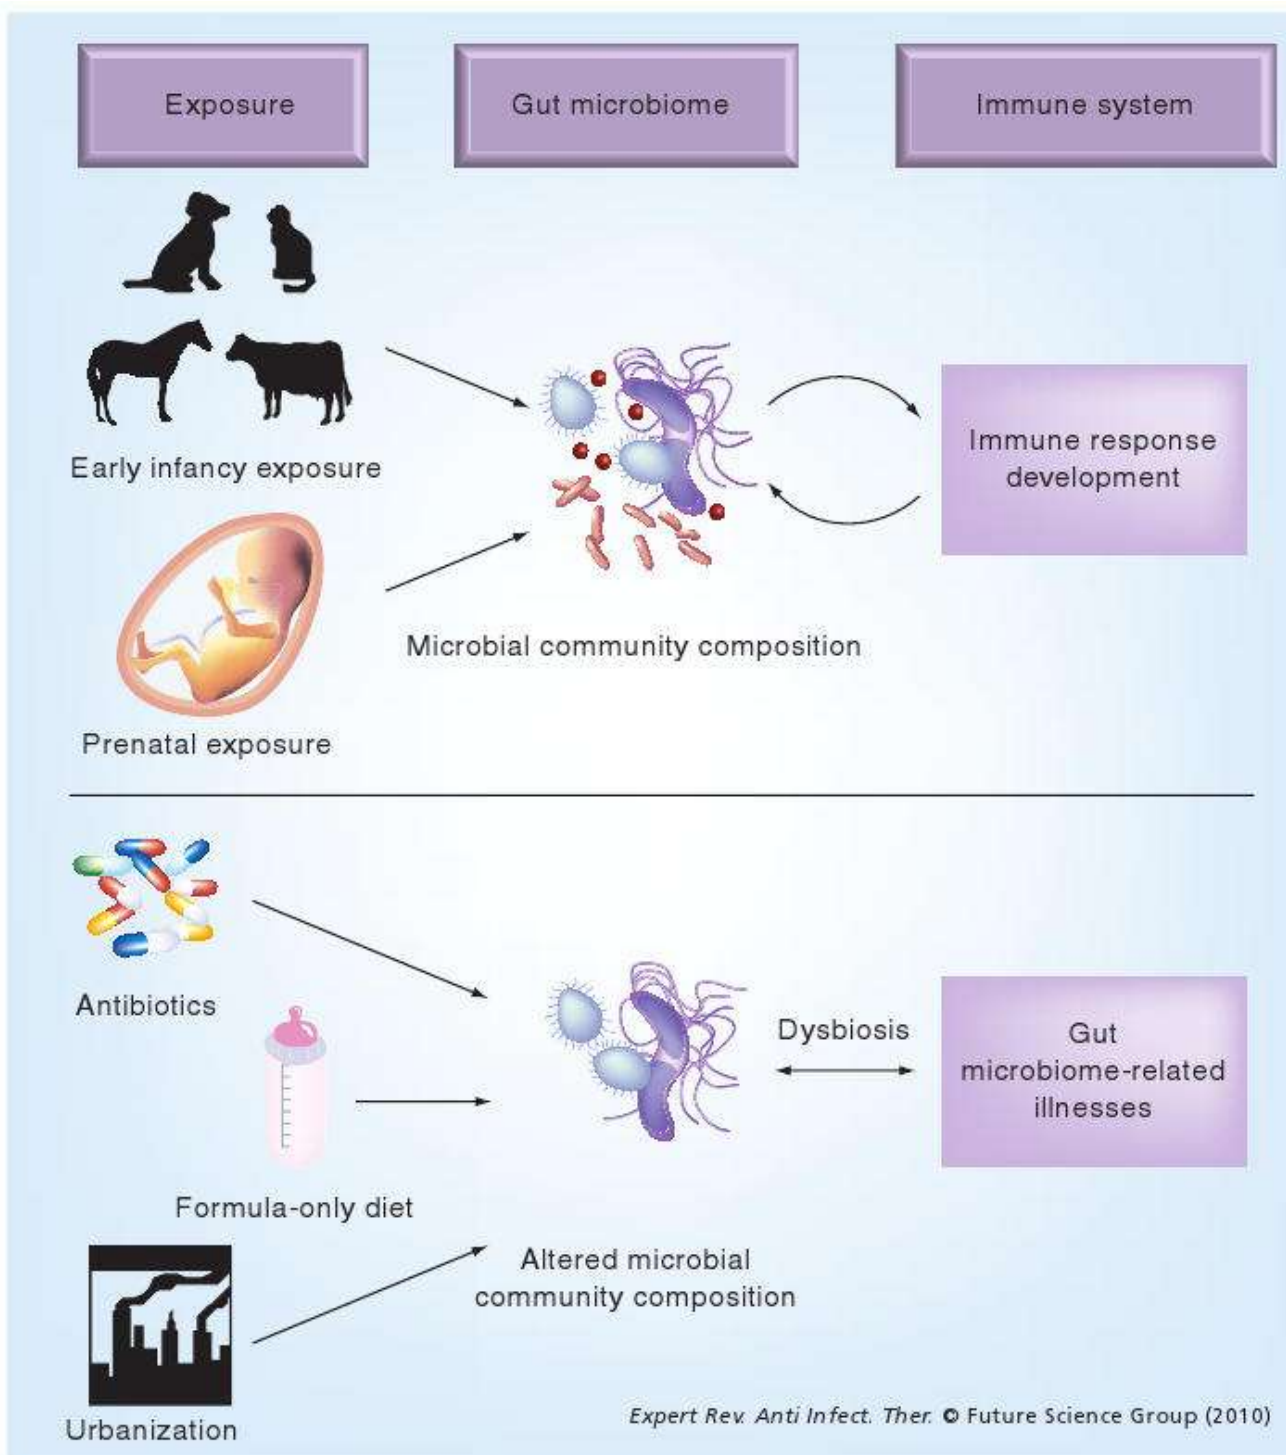 Exposure
Gut microbiome
Immune system
Early infancy exposure
Immune response
development
Microbial community composition
Prenatal exposure
Antibiotics
Dysbiosis
Gut
microbiome-related
illnesses
Formula-only diet
Altered microbial
community composition
Urbanization
Expert Rev. Anti Infect. Ther. © Future Science Group (2010)